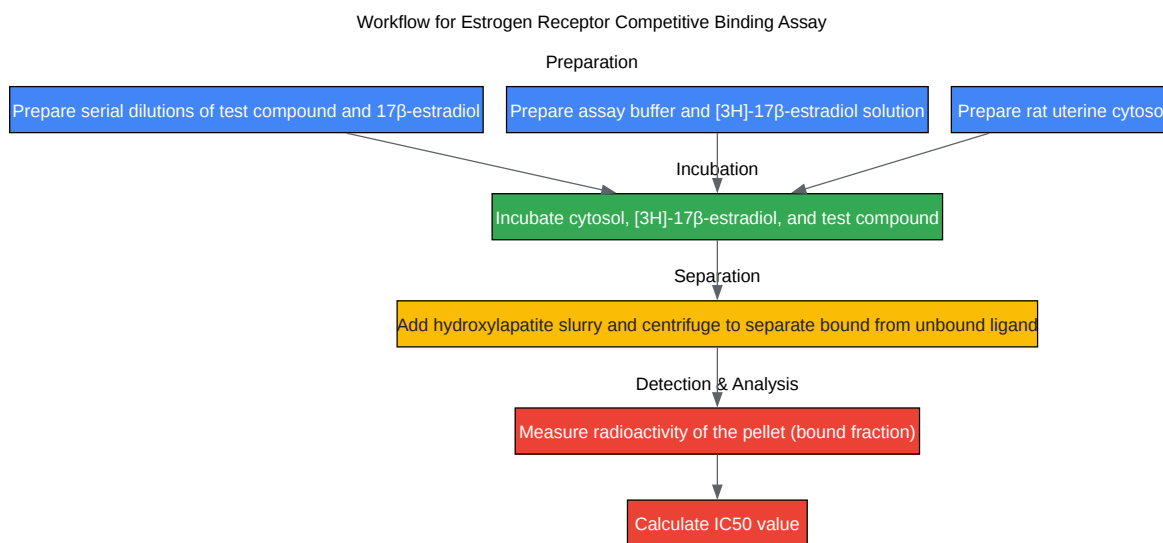 Workflow for Estrogen Receptor Competitive Binding Assay
Preparation
Prepare serial dilutions of test compound and 17β-estradiol
Prepare assay buffer and [3H]-17β-estradiol solution
Prepare rat uterine cytoso
Incubation
Incubate cytosol, [3H]-17β-estradiol, and test compound
Separation
Add hydroxylapatite slurry and centrifuge to separate bound from unbound ligand
Detection & Analysis
Measure radioactivity of the pellet (bound fraction)
Calculate IC50 value